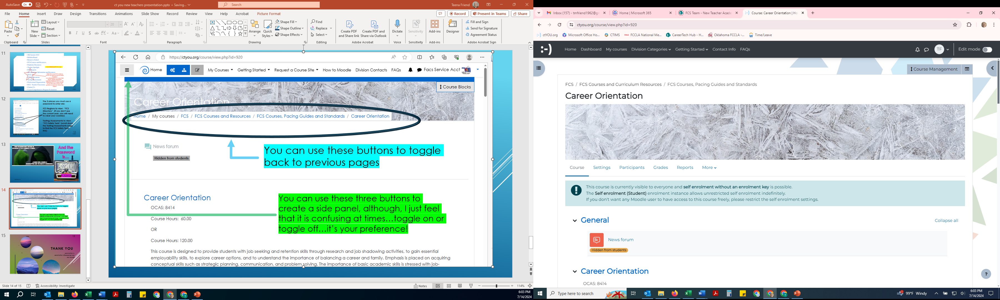 AutoSave On ct you new teachers presentation.pptx • Saving... Search Teena Friend
File Home Insert Draw Design Transitions Animations Slide Show Record Review View Help Acrobat Picture Format Record Present in Teams Share
Paste New Slide Layout Reset Section 20 Arrange Quick Styles Shape Fill Shape Outline Shape Effects Find Replace Select Create PDF and Share link Create PDF and Share via Outlook Dictate Sensitivity Add-ins Designer Fill and Sign Send for Signature Agreement Status
Clipboard Slides Font Paragraph Drawing Editing Adobe Acrobat Voice Sensitivity Add-ins Adobe Acrobat Sign
11
12
The 2 places you must use a
password to enter are:
FCS Regions to view: "FCS
Directory" (if you don't see
the current year, you will need
to clear your cookies)
Testing/Assessments to view:
"FCS Safety Tests" (scroll down
the Testing/Assessments page
to find the FCS Safety Tests
link)
13
And the
Password
is...
PASSWORD
FCS2024
14
15
THANK YOU
https://ctyou.org/course/view.php?id=920
Home My Courses Getting Started Request a Course Site How to Moodle Division Contacts FAQs Facs Service Acct
Course Blocks
Career Orientation
Home / My courses / FCS / FCS Courses and Resources / FCS Courses, Pacing Guides and Standards / Career Orientation
News forum
Hidden from students
You can use these buttons to toggle
back to previous pages
Career Orientation
OCAS: 8414
Course Hours: 60.00
OR
Course Hours: 120.00
You can use these three buttons to
create a side panel, although, I just feel
that it is confusing at times...toggle on or
toggle off...it's your preference!
This course is designed to provide students with job seeking and retention skills through research and job shadowing activities, to gain essential
employability skills, to explore career options, and to understand the importance of balancing a career and family. Emphasis is placed on acquiring
conceptual skills such as strategic planning, communication, and problem solving. The importance of basic academic skills is stressed with job-
Slide 14 of 15 Accessibility: Investigate Notes 114%
6:03 PM
7/14/2024
Inbox (157) - tmfriend1962@g Home | Microsoft 365 FCS Team - New Teacher Acade Course: Career Orientation | Ho
ctyou.org/course/view.php?id=920
ctYOU.org Microsoft Office Ho... CTIMS FCCLA National Me... CareerTech Hub - H... Oklahoma FCCLA -... Time/Leave
:-) Home Dashboard My courses Division Categories Getting Started Contact Info FAQs TF Edit mode
Course Management
FCS / FCS Courses and Curriculum Resources / FCS Courses, Pacing Guides and Standards
Career Orientation
Course Settings Participants Grades Reports More
This course is currently visible to everyone and self enrolment without an enrolment key is possible.
The Self enrolment (Student) enrolment instance allows unrestricted self enrolment indefinitely.
If you don't want any Moodle user to have access to this course freely, please restrict the self enrolment settings.
General Collapse all
News forum
Hidden from students
Career Orientation
OCAS: 8414
?
Type here to search 99°F Windy
6:03 PM
7/14/2024